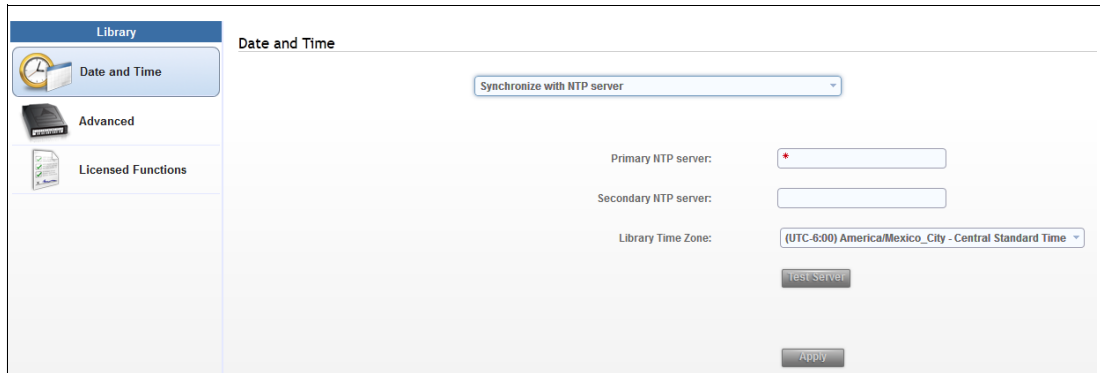 Library
Date and Time
Advanced
Licensed Functions
Date and Time
Synchronize with NTP server
Primary NTP server:
*
Secondary NTP server:
Library Time Zone:
(UTC-6:00) America/Mexico_City - Central Standard Time
Test Server
Apply